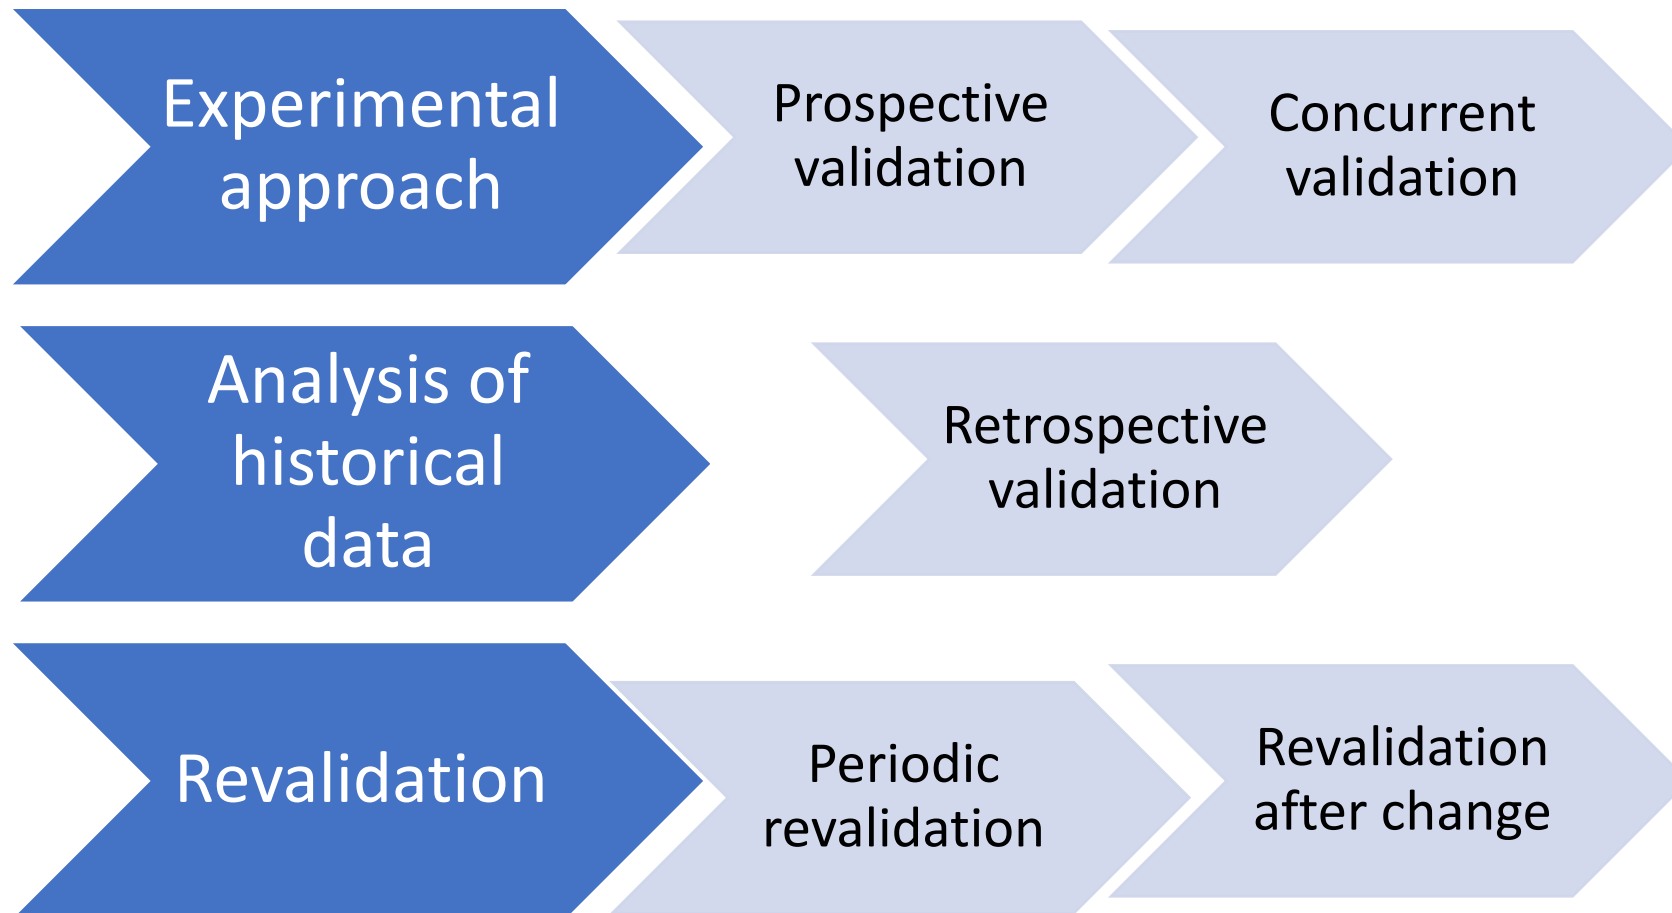 Experimental
approach
Prospective
validation
Concurrent
validation
Analysis of
historical
data
Retrospective
validation
Revalidation
Periodic
revalidation
Revalidation
after change